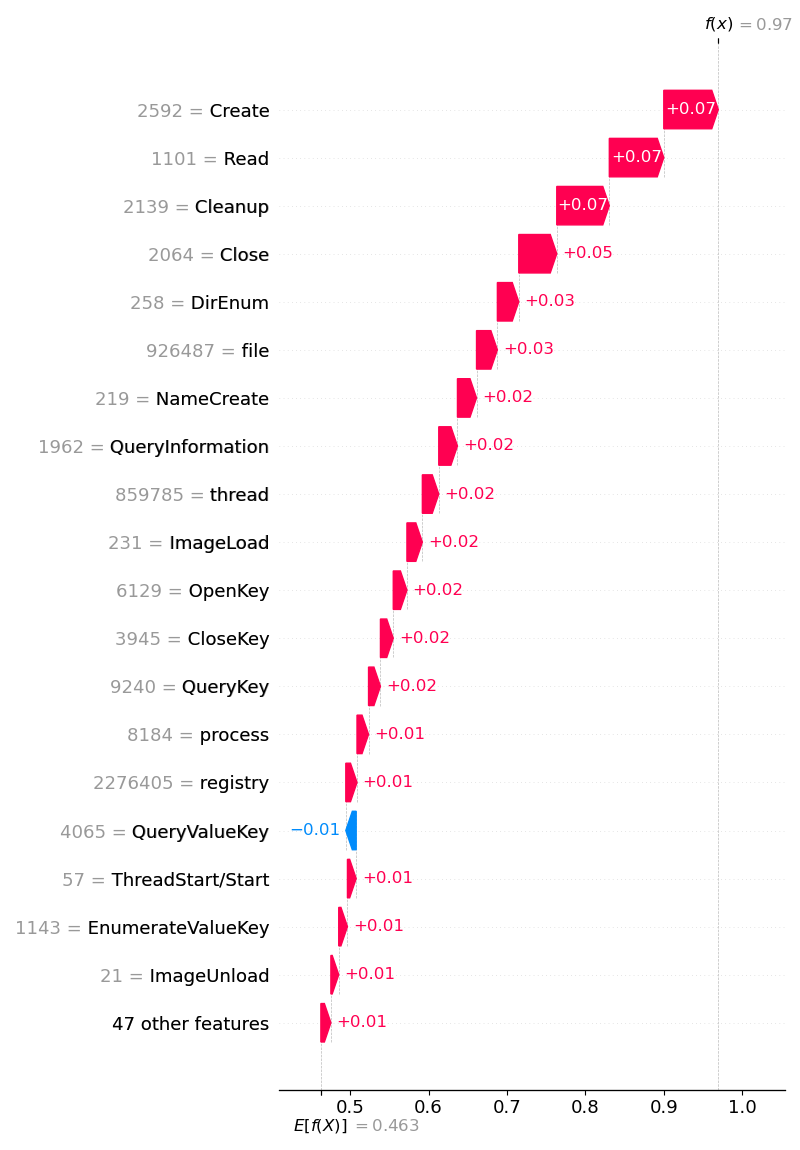 f(x) = 0.97
2592 = Create +0.07
1101 = Read +0.07
2139 = Cleanup +0.07
2064 = Close +0.05
258 = DirEnum +0.03
926487 = file +0.03
219 = NameCreate +0.02
1962 = QueryInformation +0.02
859785 = thread +0.02
231 = ImageLoad +0.02
6129 = OpenKey +0.02
3945 = CloseKey +0.02
9240 = QueryKey +0.02
8184 = process +0.01
2276405 = registry +0.01
4065 = QueryValueKey −0.01
57 = ThreadStart/Start +0.01
1143 = EnumerateValueKey +0.01
21 = ImageUnload +0.01
47 other features +0.01
0.5 0.6 0.7 0.8 0.9 1.0
E[f(X)] = 0.463